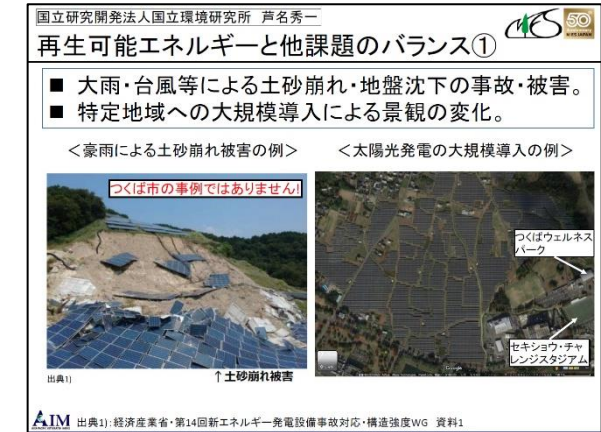 国立研究開発法人国立環境研究所 芦名秀一
NIES 50
NIES JAPAN
再生可能エネルギーと他課題のバランス①
■ 大雨・台風等による土砂崩れ・地盤沈下の事故・被害。
■ 特定地域への大規模導入による景観の変化。
＜豪雨による土砂崩れ被害の例＞
つくば市の事例ではありません!
出典1)
↑土砂崩れ被害
＜太陽光発電の大規模導入の例＞
つくばウェルネス
パーク
セキショウ・チャ
レンジスタジアム
Google
AIM 出典1):経済産業省・第14回新エネルギー発電設備事故対応・構造強度WG 資料1